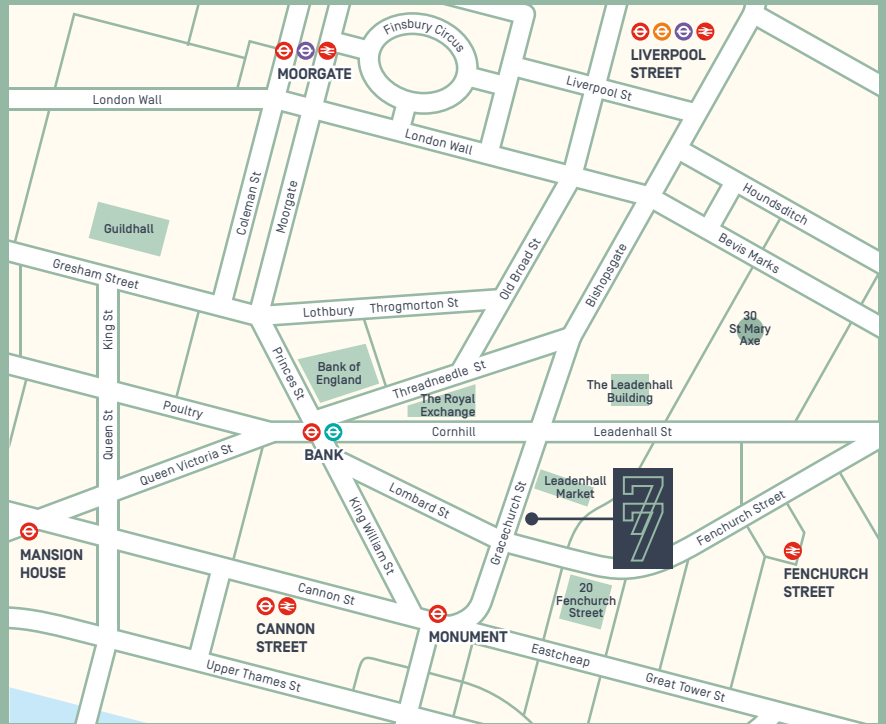 Finsbury Circus
LIVERPOOL
STREET
MOORGATE
London Wall
Liverpool St
London Wall
Coleman St
Moorgate
Houndsditch
Guildhall
Bevis Marks
Old Broad St
Bishopsgate
Gresham Street
King St
Lothbury
Throgmorton St
30
St Mary
Axe
Princes St
Bank of
England
Threadneedle St
The Royal
Exchange
The Leadenhall
Building
Poultry
Queen St
Cornhill
Leadenhall St
BANK
Queen Victoria St
Lombard St
King William St
Gracechurch St
Leadenhall
Market
77
Fenchurch Street
MANSION
HOUSE
FENCHURCH
STREET
20
Fenchurch
Street
Cannon St
CANNON
STREET
MONUMENT
Eastcheap
Great Tower St
Upper Thames St